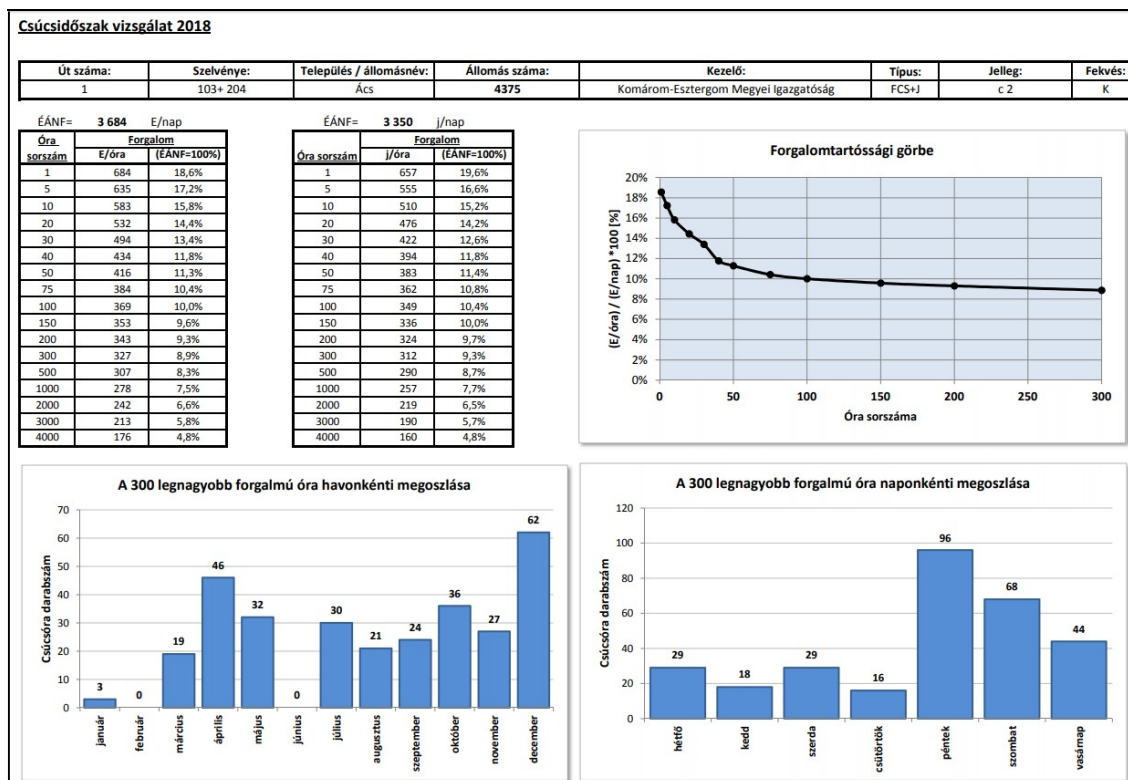 Csúcsidőszak vizsgálat 2018
Út száma: Szelvénye: Település / állomásnév: Állomás száma: Kezelő: Típus: Jelleg: Fekvés:
1 103+ 204 Ács 4375 Komárom-Esztergom Megyei Igazgatóság FCS+J c 2 K
ÉÁNF= 3 684 E/nap
Óra sorszám Forgalom
E/óra (ÉÁNF=100%)
1 684 18,6%
5 635 17,2%
10 583 15,8%
20 532 14,4%
30 494 13,4%
40 434 11,8%
50 416 11,3%
75 384 10,4%
100 369 10,0%
150 353 9,6%
200 343 9,3%
300 327 8,9%
500 307 8,3%
1000 278 7,5%
2000 242 6,6%
3000 213 5,8%
4000 176 4,8%
ÉÁNF= 3 350 j/nap
Forgalom
Óra sorszám j/óra (ÉÁNF=100%)
1 657 19,6%
5 555 16,6%
10 510 15,2%
20 476 14,2%
30 422 12,6%
40 394 11,8%
50 383 11,4%
75 362 10,8%
100 349 10,4%
150 336 10,0%
200 324 9,7%
300 312 9,3%
500 290 8,7%
1000 257 7,7%
2000 219 6,5%
3000 190 5,7%
4000 160 4,8%
Forgalomtartóssági görbe
(E/óra) / (E/nap) *100 [%]
20%
18%
16%
14%
12%
10%
8%
6%
4%
2%
0%
0 50 100 150 200 250 300
Óra sorszáma
A 300 legnagyobb forgalmú óra havonkénti megoszlása
Csúcsóra darabszám
70
60
50
40
30
20
10
0
3 0 19 46 32 0 30 21 24 36 27 62
január február március április május június július augusztus szeptember október november december
A 300 legnagyobb forgalmú óra naponkénti megoszlása
Csúcsóra darabszám
120
100
80
60
40
20
0
29 18 29 16 96 68 44
hétfő kedd szerda csütörtök péntek szombat vasárnap